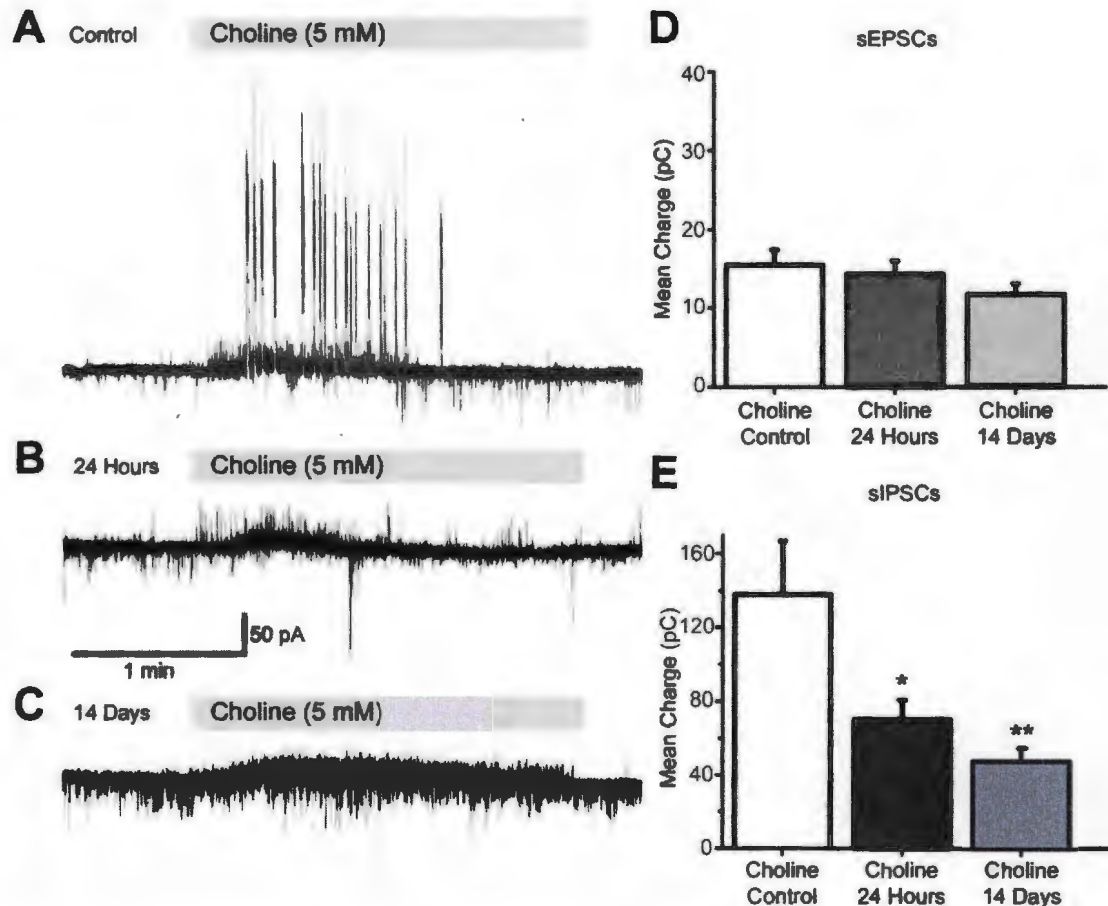 A Control Choline (5 mM)
B 24 Hours Choline (5 mM)
50 pA
1 min
C 14 Days Choline (5 mM)
D
sEPSCs
Mean Charge (pC)
40
30
20
10
0
Choline Choline Choline
Control 24 Hours 14 Days
E
sIPSCs
Mean Charge (pC)
160
120
80
40
0
*
**
Choline Choline Choline
Control 24 Hours 14 Days